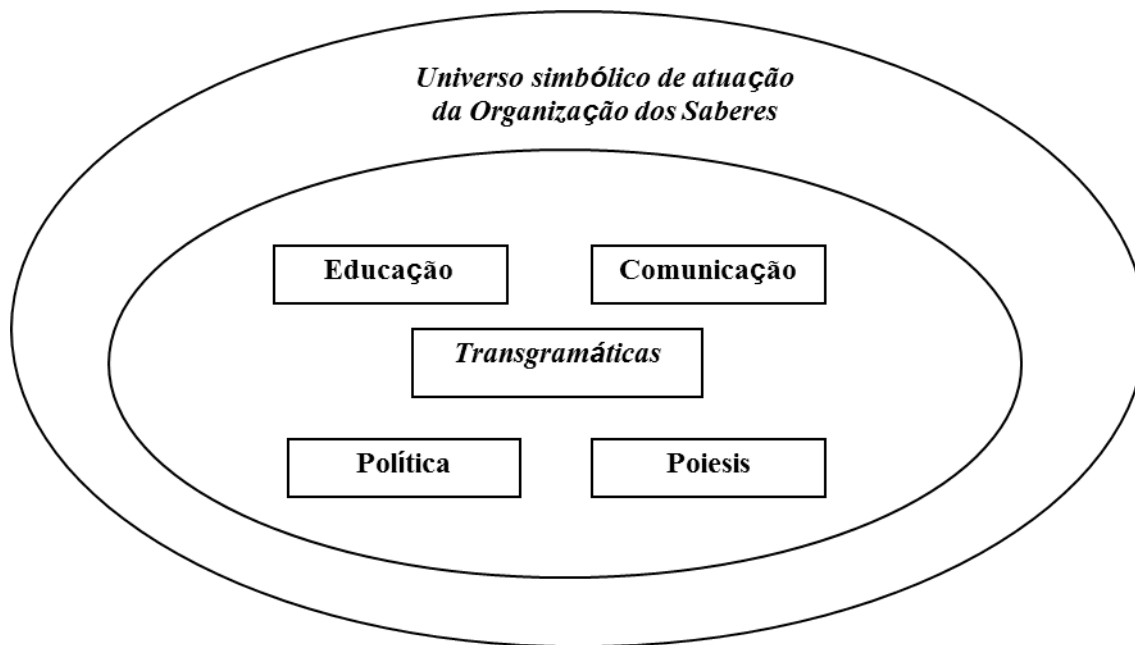 Universo simbólico de atuação
da Organização dos Saberes
Educação
Comunicação
Transgramáticas
Política
Poiesis